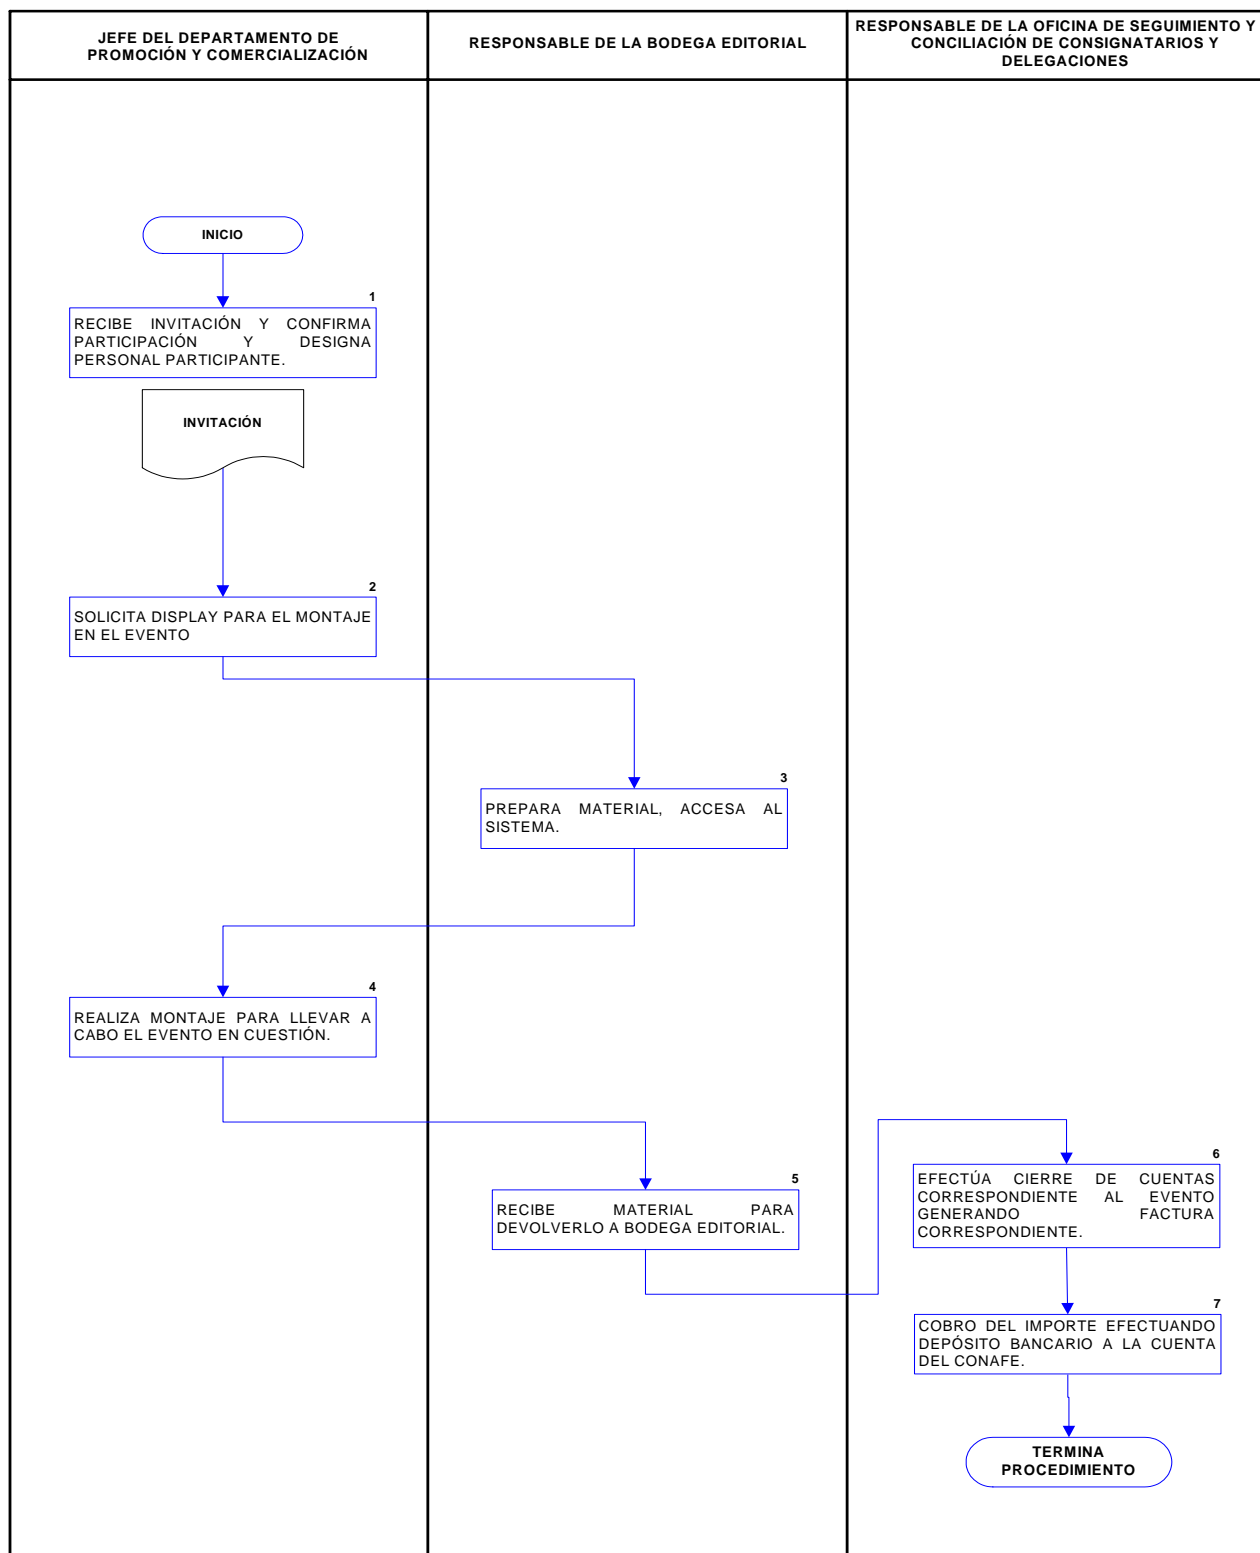 JEFE DEL DEPARTAMENTO DE
PROMOCIÓN Y COMERCIALIZACIÓN
RESPONSABLE DE LA BODEGA EDITORIAL
RESPONSABLE DE LA OFICINA DE SEGUIMIENTO Y
CONCILIACIÓN DE CONSIGNATARIOS Y
DELEGACIONES
INICIO
1
RECIBE INVITACIÓN Y CONFIRMA
PARTICIPACIÓN Y DESIGNA
PERSONAL PARTICIPANTE.
INVITACIÓN
2
SOLICITA DISPLAY PARA EL MONTAJE
EN EL EVENTO
3
PREPARA MATERIAL, ACCESA AL
SISTEMA.
4
REALIZA MONTAJE PARA LLEVAR A
CABO EL EVENTO EN CUESTIÓN.
5
RECIBE MATERIAL PARA
DEVOLVERLO A BODEGA EDITORIAL.
6
EFECTÚA CIERRE DE CUENTAS
CORRESPONDIENTE AL EVENTO
GENERANDO FACTURA
CORRESPONDIENTE.
7
COBRO DEL IMPORTE EFECTUANDO
DEPÓSITO BANCARIO A LA CUENTA
DEL CONAFE.
TERMINA
PROCEDIMIENTO